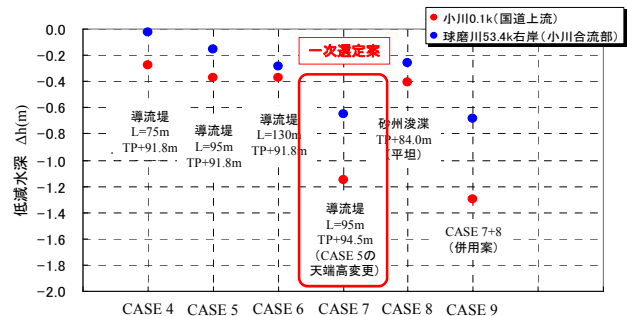 小川0.1k(国道上流)
球磨川53.4k右岸(小川合流部)
低減水深 Δh(m)
0.0
−0.2
−0.4
−0.6
−0.8
−1.0
−1.2
−1.4
−1.6
−1.8
−2.0
一次選定案
導流堤
L=75m
TP+91.8m
導流堤
L=95m
TP+91.8m
導流堤
L=130m
TP+91.8m
導流堤
L=95m
TP+94.5m
(CASE 5の
天端高変更)
砂州浚渫
TP+84.0m
(平坦)
CASE 7+8
(併用案)
CASE 4 CASE 5 CASE 6 CASE 7 CASE 8 CASE 9